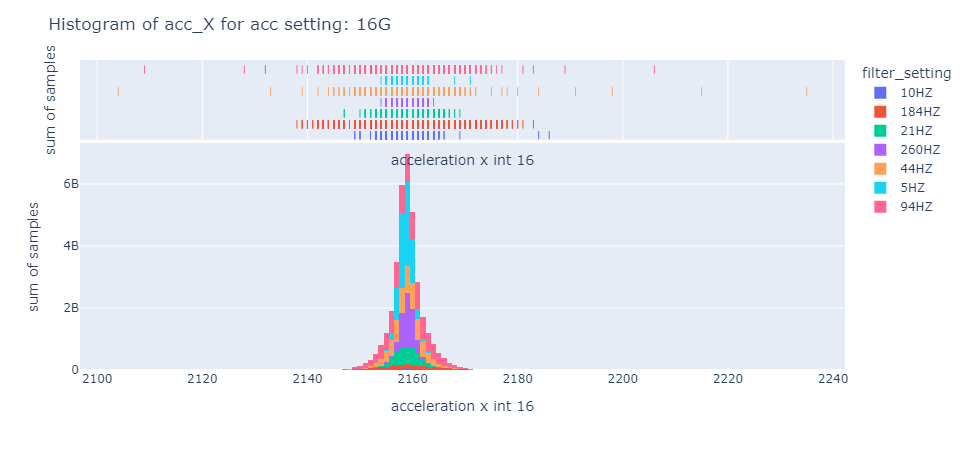 Histogram of acc_X for acc setting: 16G
sum of samples
filter_setting
10HZ
184HZ
21HZ
260HZ
44HZ
5HZ
94HZ
acceleration x int 16
sum of samples
6B
4B
2B
0
2100 2120 2140 2160 2180 2200 2220 2240
acceleration x int 16